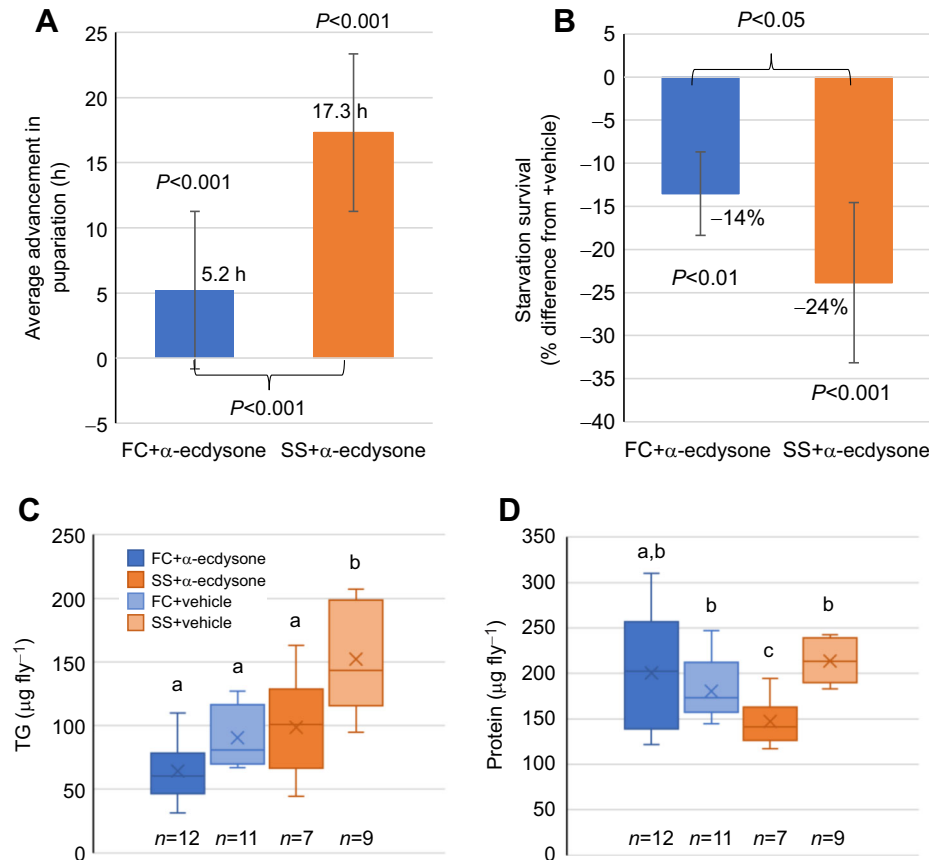 A
P<0.001
25
20
15
10
5
0
–5
Average advancement in
pupariation (h)
17.3 h
P<0.001
5.2 h
P<0.001
FC+α-ecdysone
SS+α-ecdysone
B
P<0.05
5
0
–5
–10
–15
–20
–25
–30
–35
–40
Starvation survival
(% difference from +vehicle)
–14%
P<0.01
–24%
P<0.001
FC+α-ecdysone
SS+α-ecdysone
C
250
200
150
100
50
0
TG (µg fly⁻¹)
FC+α-ecdysone
SS+α-ecdysone
FC+vehicle
SS+vehicle
a
a
a
b
n=12
n=11
n=7
n=9
D
350
300
250
200
150
100
50
0
Protein (µg fly⁻¹)
a,b
b
c
b
n=12
n=11
n=7
n=9